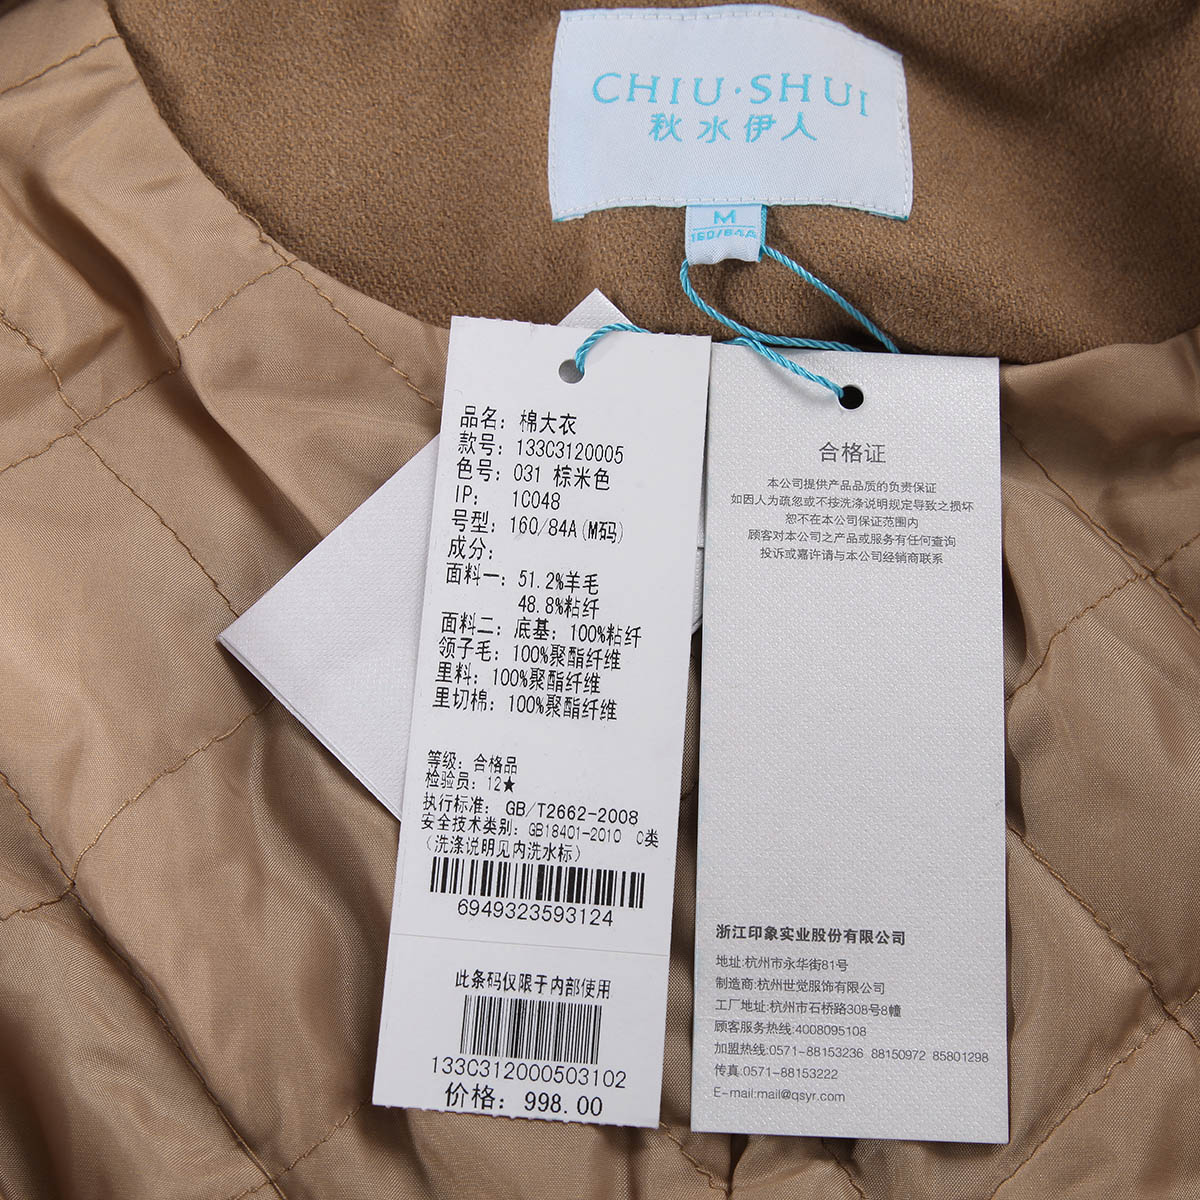 CHIU·SHUI
秋水伊人
M
160/84A
品名: 棉大衣
款号: 133C3120005
色号: 031 棕米色
IP: 1C048
号型: 160/84A(M码)
成分:
面料一: 51.2%羊毛
48.8%粘纤
面料二: 底基: 100%粘纤
领子毛: 100%聚酯纤维
里料: 100%聚酯纤维
里切棉: 100%聚酯纤维
等级: 合格品
检验员: 12★
执行标准: GB/T2662-2008
安全技术类别: GB18401-2010 C类
(洗涤说明见内洗水标)
6949323593124
此条码仅限于内部使用
133C312000503102
价格: 998.00
合格证
本公司提供产品品质的负责保证
如因人为疏忽或不按洗涤说明规定导致之损坏
恕不在本公司保证范围内
顾客对本公司之产品或服务有任何查询
投诉或嘉许请与本公司经销商联系
浙江印象实业股份有限公司
地址:杭州市永华街81号
制造商:杭州世觉服饰有限公司
工厂地址:杭州市石桥路308号8幢
顾客服务热线:4008095108
加盟热线:0571-88153236 88150972 85801298
传真:0571-88153222
E-mail:mail@qsyr.com